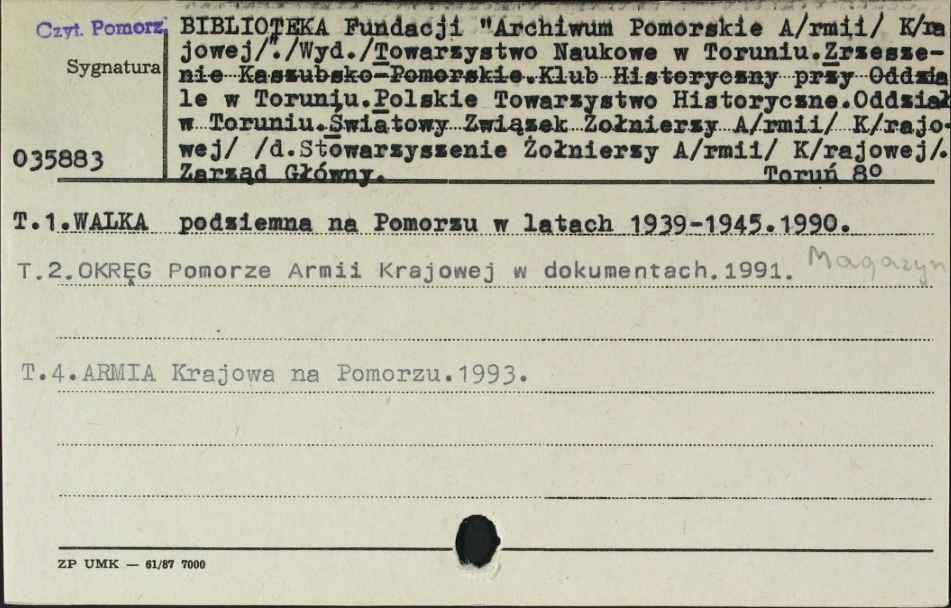 Czyt. Pomorz.
Sygnatura
035883
BIBLIOTEKA Fundacji "Archiwum Pomorskie A/rmii/ K/ra
jowej/"./Wyd./Towarzystwo Naukowe w Toruniu.Zrzesze-
nie Kaszubsko-Pomorskie.Klub Historyczny przy Oddzia
le w Toruniu.Polskie Towarzystwo Historyczne.Oddział
w Toruniu.Światowy Związek Żołnierzy A/rmii/ K/rajo-
wej/ /d.Stowarzyszenie Żołnierzy A/rmii/ K/rajowej/.
Zarząd Główny. Toruń 8°
T.1.WALKA podziemna na Pomorzu w latach 1939-1945.1990.
T.2.OKRĘG Pomorze Armii Krajowej w dokumentach.1991. Magazyn
T.4.ARMIA Krajowa na Pomorzu.1993.
ZP UMK — 61/87 7000